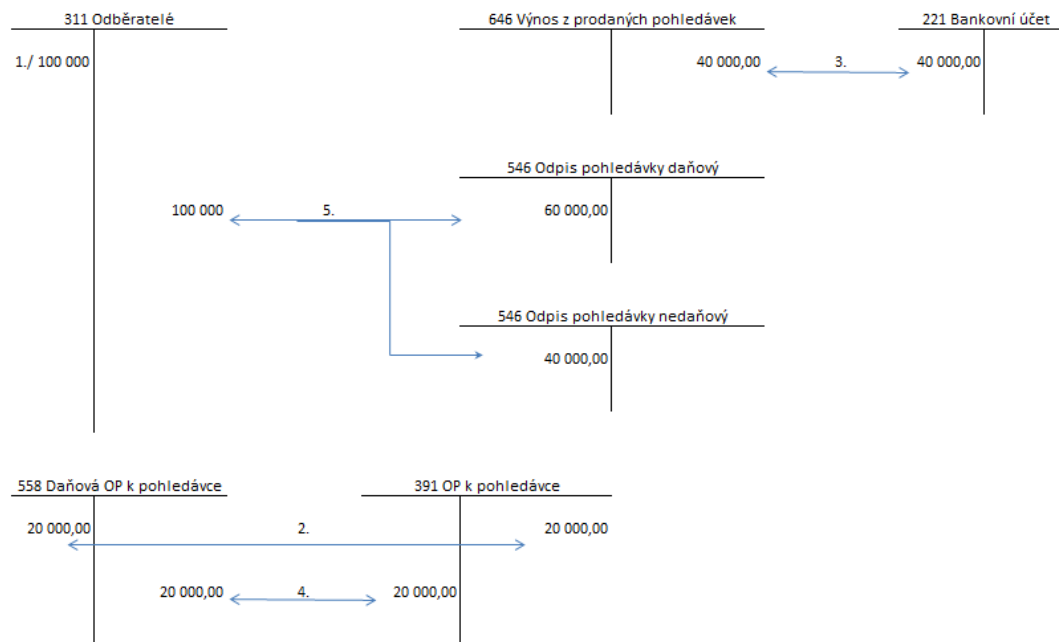 311 Odběratelé 646 Výnos z prodaných pohledávek 221 Bankovní účet
1./ 100 000 40 000,00 3. 40 000,00
546 Odpis pohledávky daňový
100 000 5. 60 000,00
546 Odpis pohledávky nedaňový
40 000,00
558 Daňová OP k pohledávce 391 OP k pohledávce
20 000,00 2. 20 000,00
20 000,00 4. 20 000,00